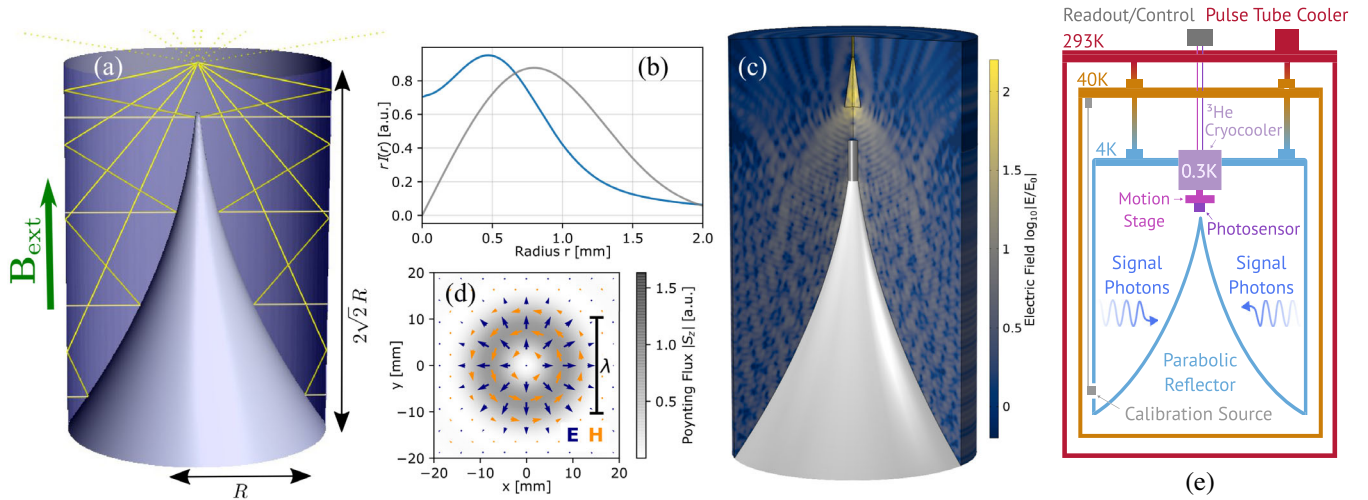 (a)
B_ext
2√2 R
R
(b)
rI(r) [a.u.]
0.8
0.6
0.4
0.2
0.0
0.0
0.5
1.0
1.5
2.0
Radius r [mm]
(d)
y [mm]
20
10
0
−10
−20
−20
−10
0
10
20
x [mm]
λ
E H
Poynting Flux |S_z| [a.u.]
1.5
1.0
0.5
(c)
Electric Field log₁₀|E/E₀|
2
1.5
1
0.5
0
Readout/Control
Pulse Tube Cooler
293K
40K
³He
Cryocooler
4K
0.3K
Motion
Stage
Photosensor
Signal
Photons
Signal
Photons
Parabolic
Reflector
Calibration Source
(e)